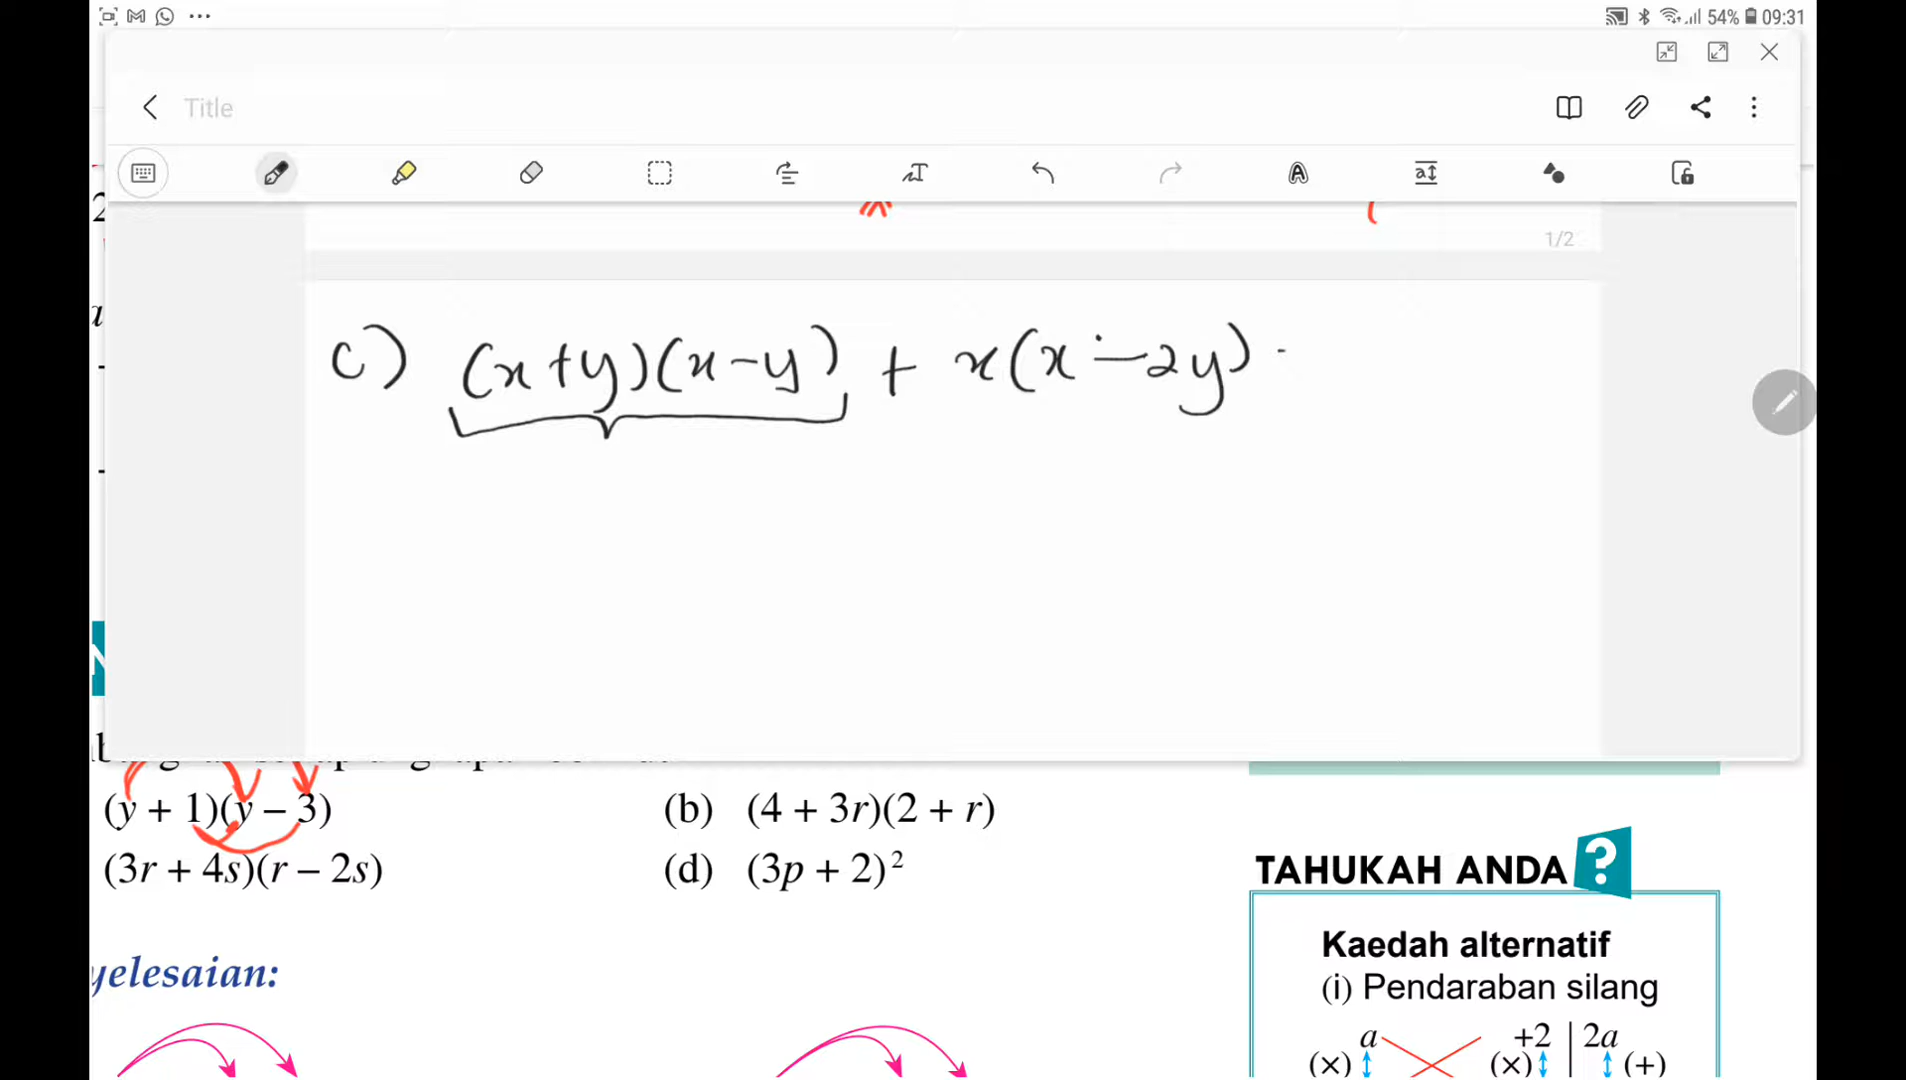 54% 09:31
Title
1/2
c) (x+y)(x-y) + x(x-2y)
(y + 1)(y – 3)
(b) (4 + 3r)(2 + r)
(3r + 4s)(r – 2s)
(d) (3p + 2)²
TAHUKAH ANDA ?
yelesaian:
Kaedah alternatif
(i) Pendaraban silang
a +2 | 2a
(×) (×) (+)